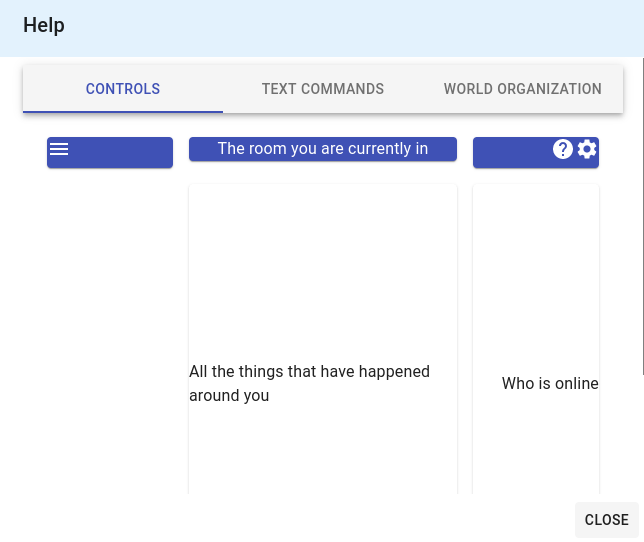 Help
CONTROLS
TEXT COMMANDS
WORLD ORGANIZATION
The room you are currently in
?
All the things that have happened
around you
Who is online
CLOSE